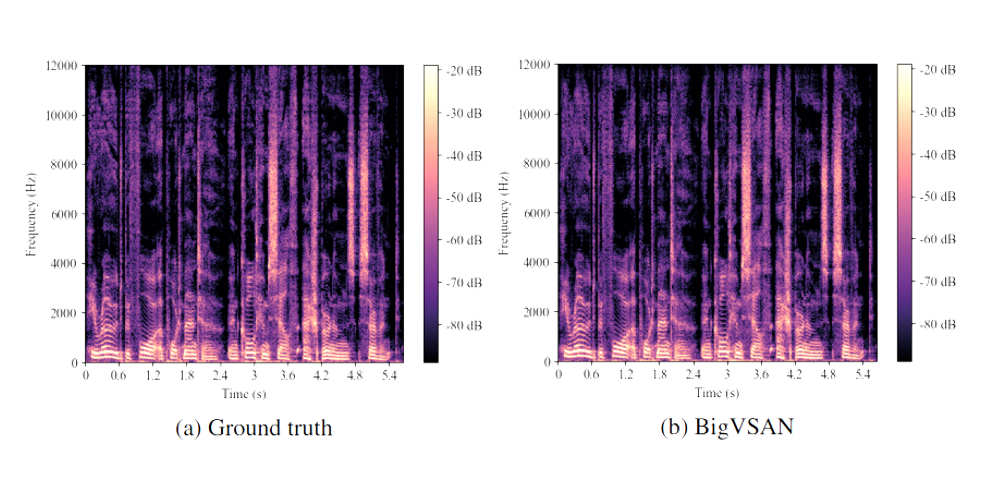 12000
10000
8000
6000
4000
2000
0
Frequency (Hz)
0 0.6 1.2 1.8 2.4 3 3.6 4.2 4.8 5.4
Time (s)
-20 dB
-30 dB
-40 dB
-50 dB
-60 dB
-70 dB
-80 dB
(a) Ground truth
12000
10000
8000
6000
4000
2000
0
Frequency (Hz)
0 0.6 1.2 1.8 2.4 3 3.6 4.2 4.8 5.4
Time (s)
-20 dB
-30 dB
-40 dB
-50 dB
-60 dB
-70 dB
-80 dB
(b) BigVSAN